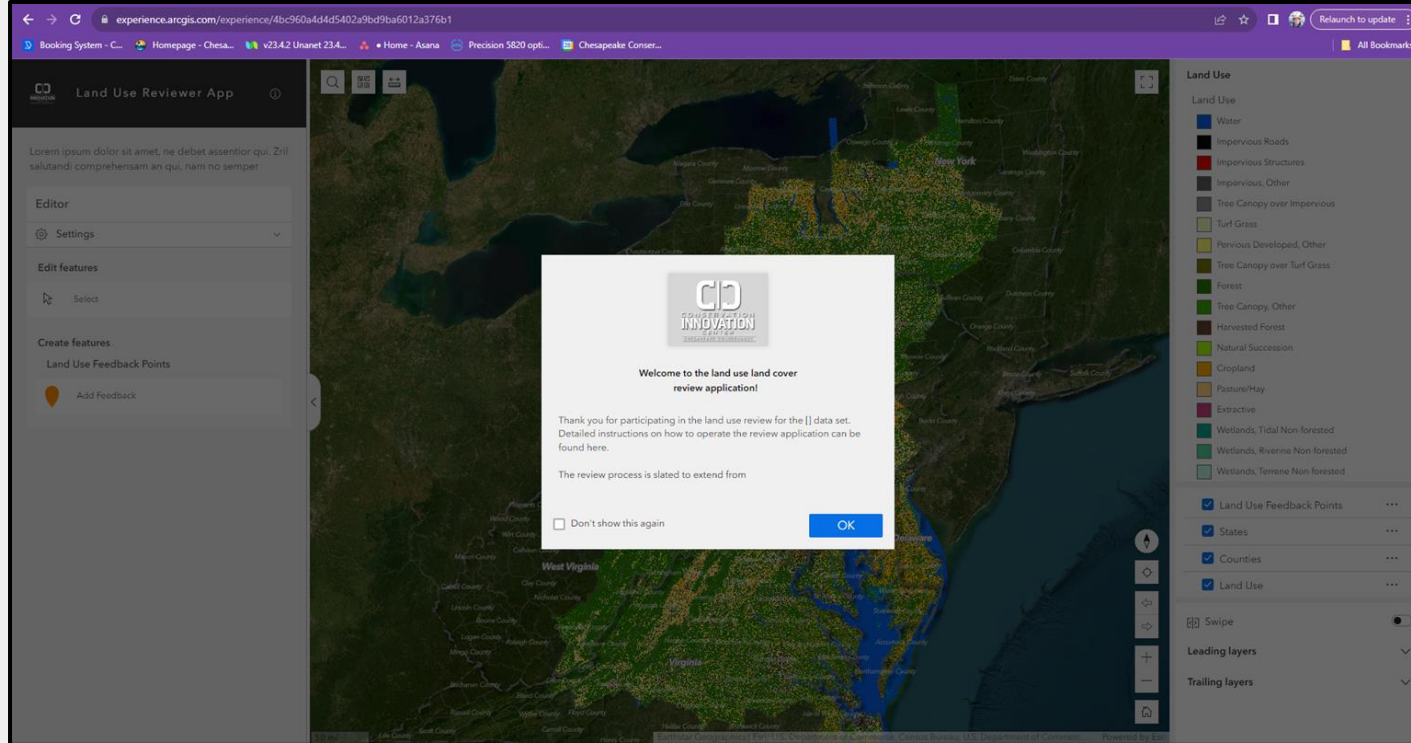 experience.arcgis.com/experience/4bc960a4d4d5402a9bd9ba6012a376b1
Relaunch to update
Booking System - C... Homepage - Chesa... v23.4.2 Unanet 23.4... • Home - Asana Precision 5820 opti... Chesapeake Conser...
All Bookmarks
Land Use Reviewer App
Lorem ipsum dolor sit amet, ne debet assentior qui. Zril
salutandi comprehensam an qui, nam no semper
Editor
Settings
Edit features
Select
Create features
Land Use Feedback Points
Add Feedback
New York
CONSERVATION
INNOVATION
CENTER
CHESAPEAKE CONSERVANCY
Welcome to the land use land cover
review application!
Thank you for participating in the land use review for the [] data set.
Detailed instructions on how to operate the review application can be
found here.
The review process is slated to extend from
Don't show this again
OK
Delaware
West Virginia
Virginia
Land Use
Land Use
Water
Impervious Roads
Impervious Structures
Impervious, Other
Tree Canopy over Impervious
Turf Grass
Pervious Developed, Other
Tree Canopy over Turf Grass
Forest
Tree Canopy, Other
Harvested Forest
Natural Succession
Cropland
Pasture/Hay
Extractive
Wetlands, Tidal Non-forested
Wetlands, Riverine Non-forested
Wetlands, Terrene Non-forested
Land Use Feedback Points
States
Counties
Land Use
Swipe
Leading layers
Trailing layers